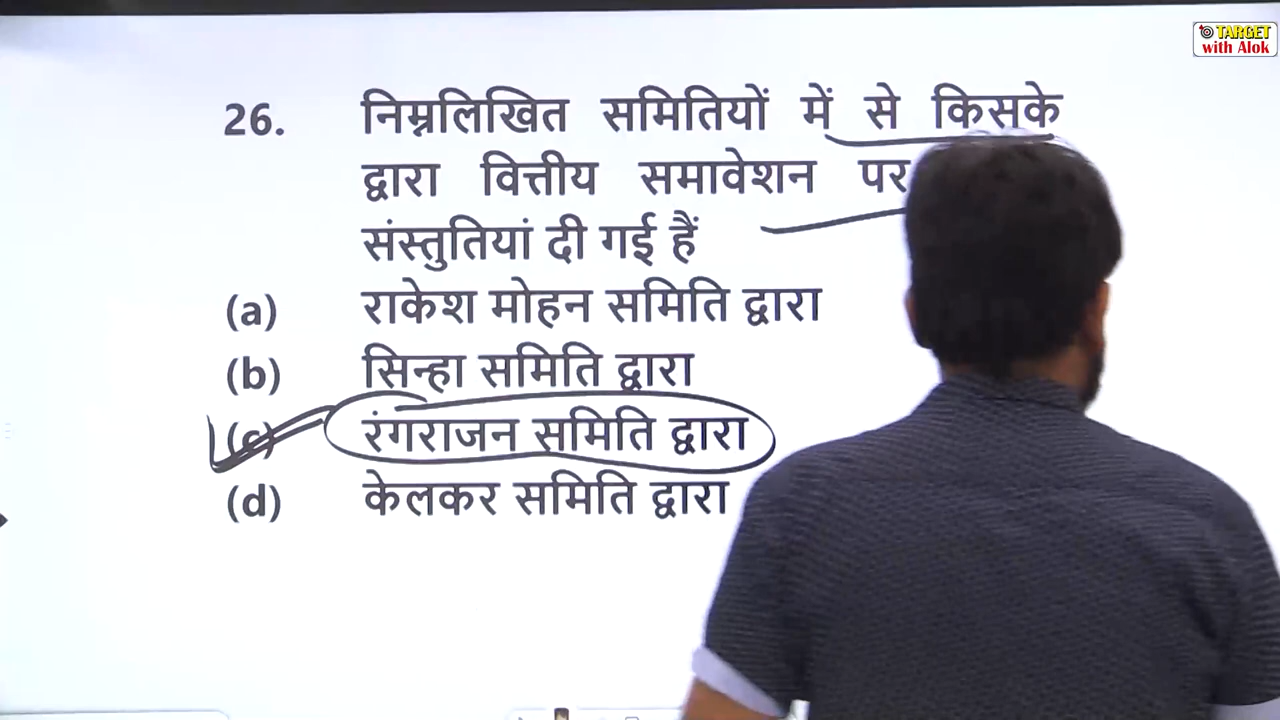 TARGET
with Alok
26. निम्नलिखित समितियों में से किसके
द्वारा वित्तीय समावेशन पर
संस्तुतियां दी गई हैं
(a) राकेश मोहन समिति द्वारा
(b) सिन्हा समिति द्वारा
(c) रंगराजन समिति द्वारा
(d) केलकर समिति द्वारा